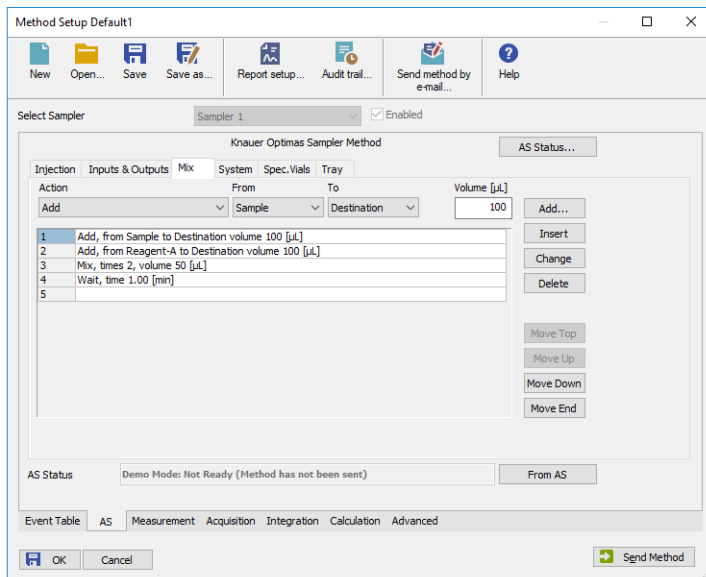 Method Setup Default1
New Open... Save Save as... Report setup... Audit trail... Send method by e-mail... Help
Select Sampler Sampler 1 Enabled
Knauer Optimas Sampler Method AS Status...
Injection Inputs & Outputs Mix System Spec.Vials Tray
Action From To Volume [µL]
Add Sample Destination 100 Add...
1 Add, from Sample to Destination volume 100 [µL] Insert
2 Add, from Reagent-A to Destination volume 100 [µL]
3 Mix, times 2, volume 50 [µL] Change
4 Wait, time 1.00 [min] Delete
5
Move Top
Move Up
Move Down
Move End
AS Status Demo Mode: Not Ready (Method has not been sent) From AS
Event Table AS Measurement Acquisition Integration Calculation Advanced
OK Cancel Send Method